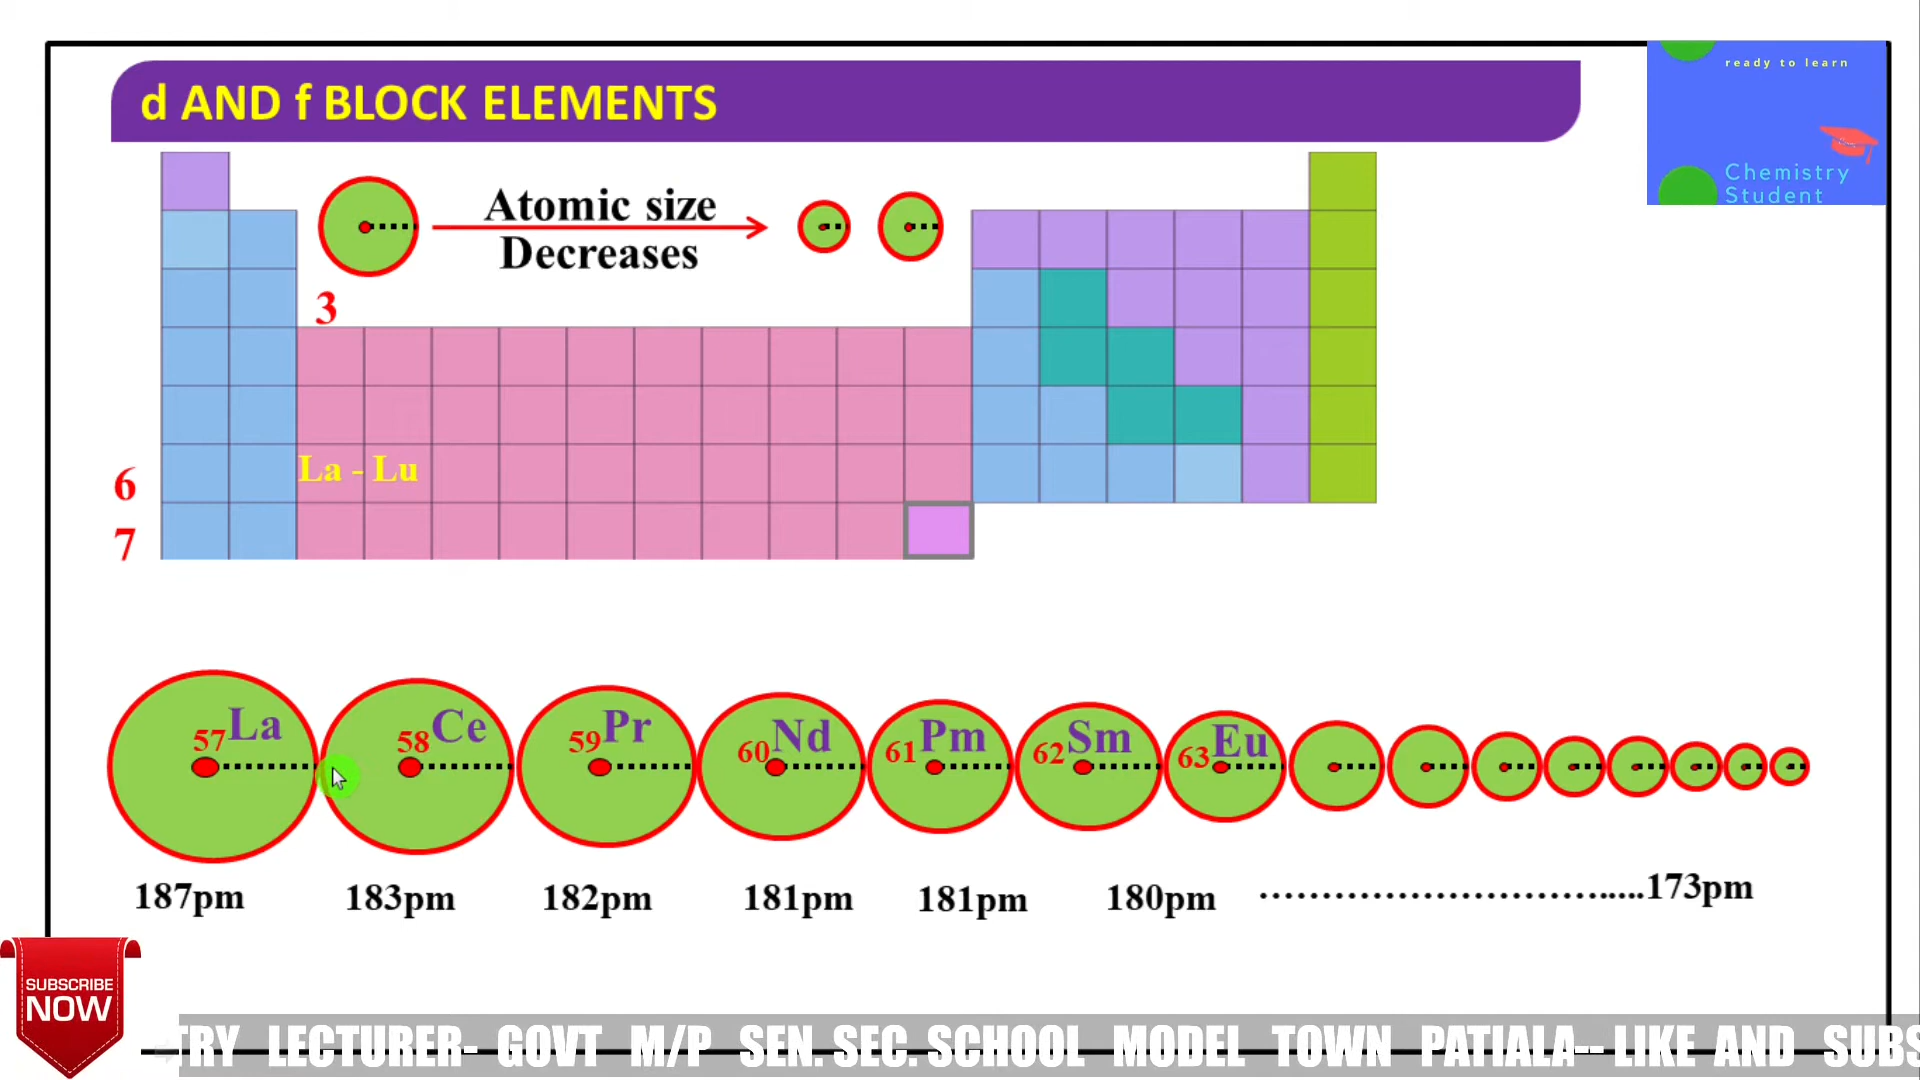 ready to learn
Chemistry
Student
d AND f BLOCK ELEMENTS
Atomic size
Decreases
3
La - Lu
6
7
57La 58Ce 59Pr 60Nd 61Pm 62Sm 63Eu
187pm 183pm 182pm 181pm 181pm 180pm ................................173pm
SUBSCRIBE
NOW
TRY LECTURER- GOVT M/P SEN. SEC. SCHOOL MODEL TOWN PATIALA-- LIKE AND SUBS